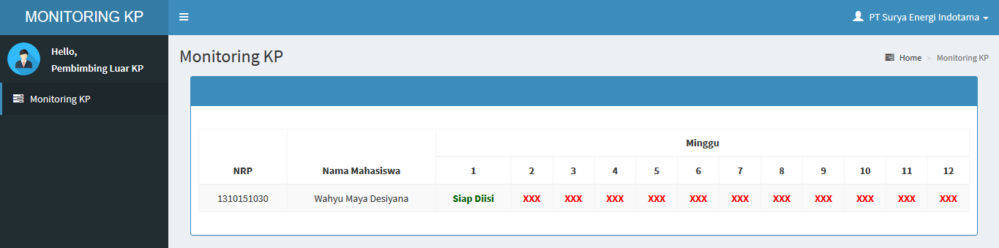 MONITORING KP
PT Surya Energi Indotama
Hello,
Pembimbing Luar KP
Monitoring KP
Monitoring KP
Home > Monitoring KP
Minggu
NRP Nama Mahasiswa 1 2 3 4 5 6 7 8 9 10 11 12
1310151030 Wahyu Maya Desiyana Siap Diisi XXX XXX XXX XXX XXX XXX XXX XXX XXX XXX XXX